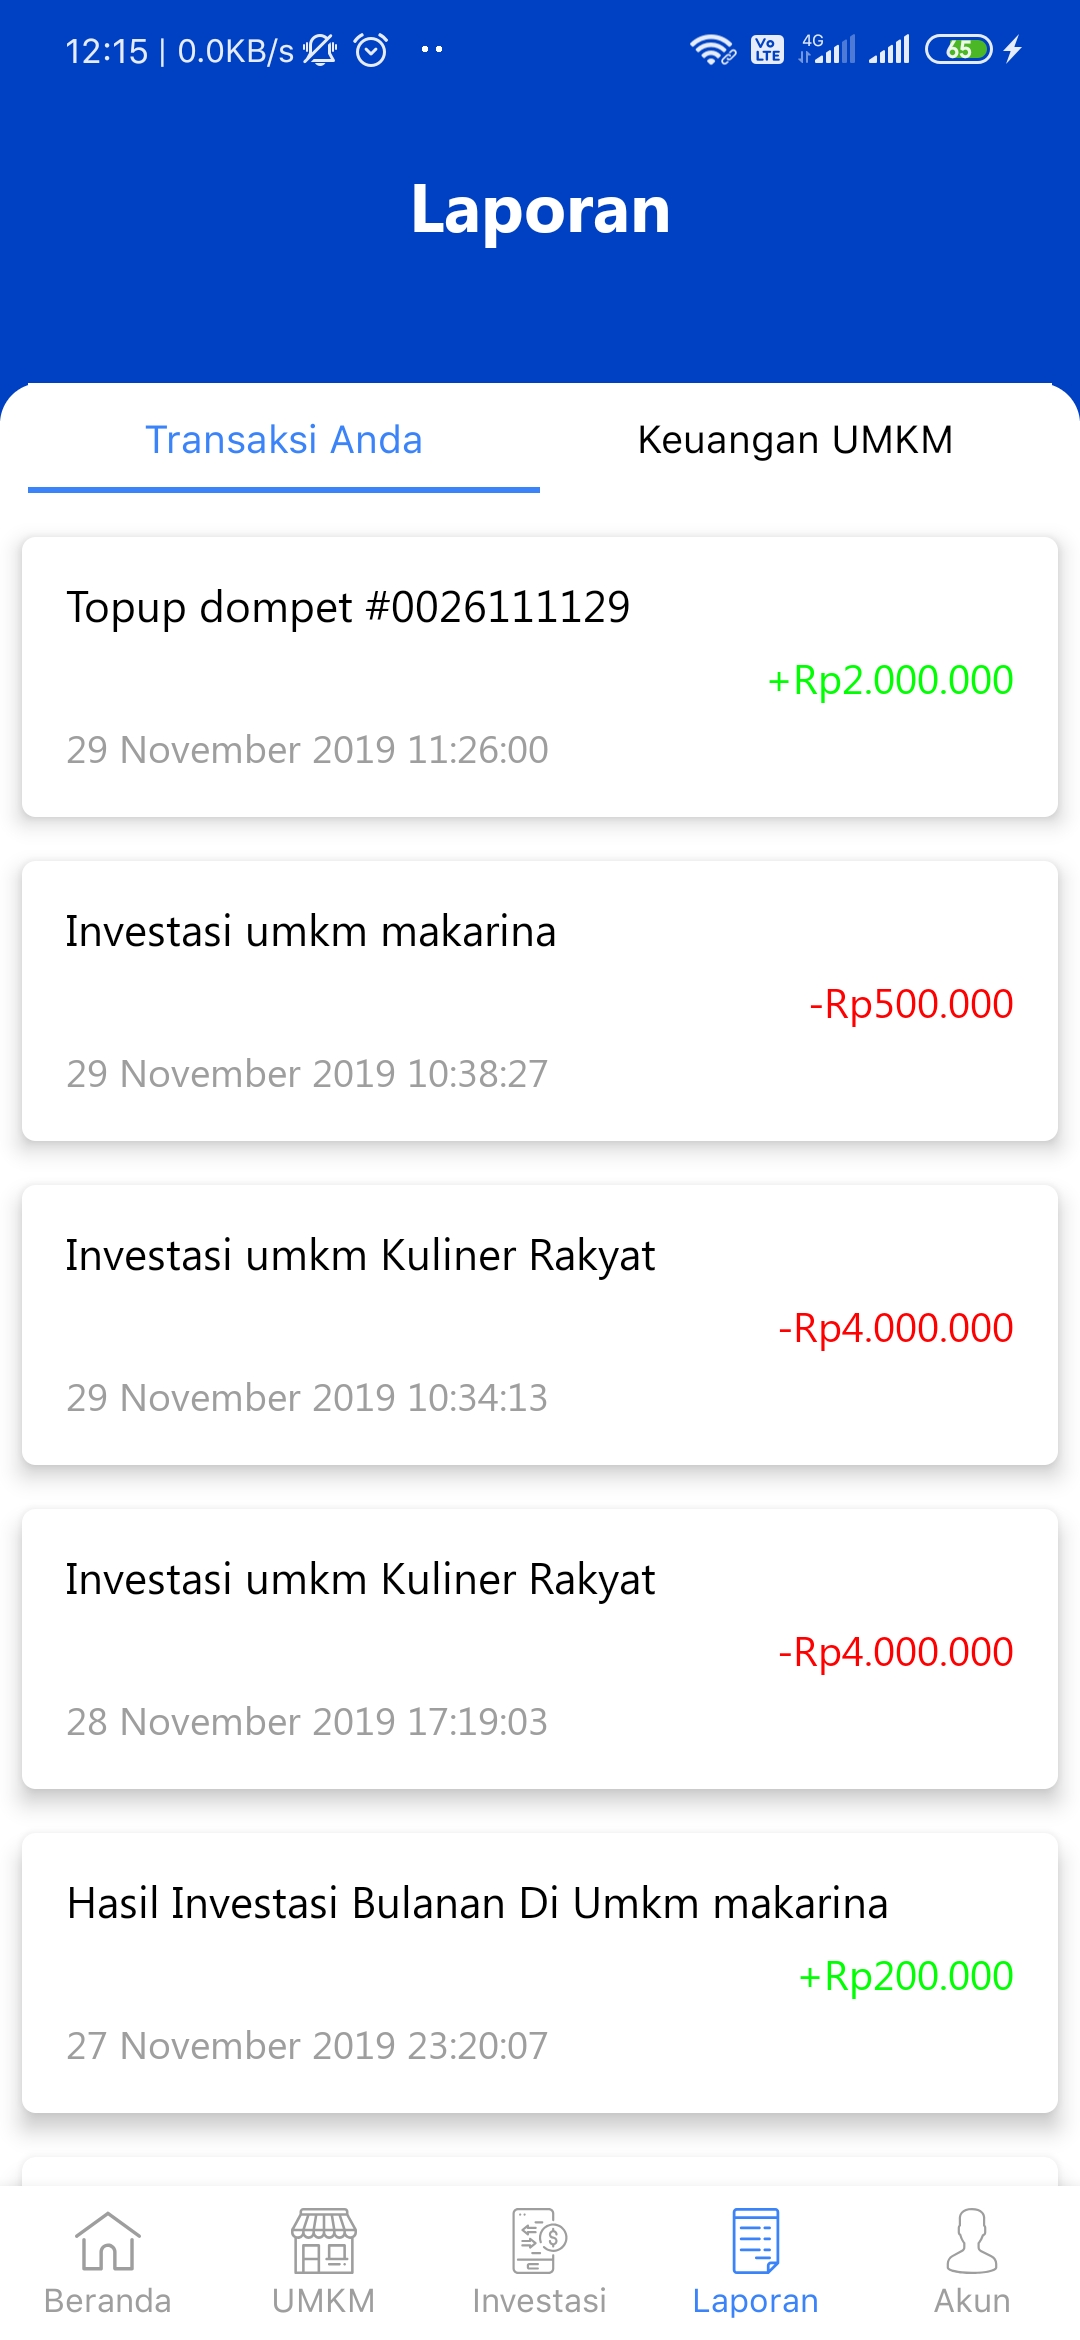 12:15 | 0.0KB/s
Vo LTE 4G 65
Laporan
Transaksi Anda
Keuangan UMKM
Topup dompet #0026111129
+Rp2.000.000
29 November 2019 11:26:00
Investasi umkm makarina
-Rp500.000
29 November 2019 10:38:27
Investasi umkm Kuliner Rakyat
-Rp4.000.000
29 November 2019 10:34:13
Investasi umkm Kuliner Rakyat
-Rp4.000.000
28 November 2019 17:19:03
Hasil Investasi Bulanan Di Umkm makarina
+Rp200.000
27 November 2019 23:20:07
Beranda
UMKM
Investasi
Laporan
Akun